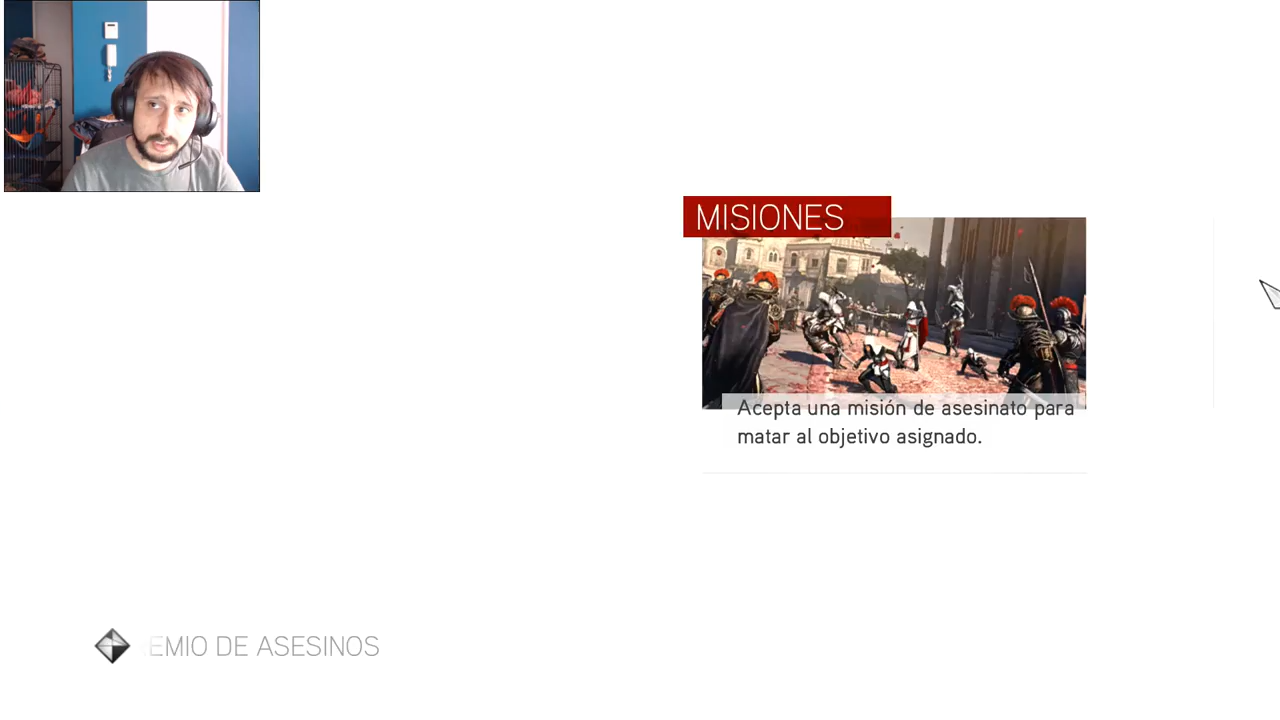 MISIONES
Acepta una misión de asesinato para
matar al objetivo asignado.
EMIO DE ASESINOS